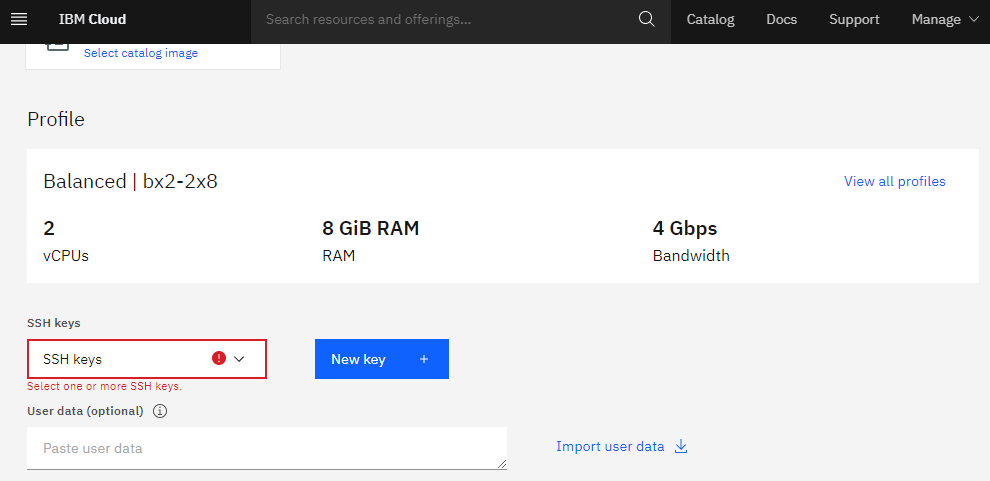 IBM Cloud
Search resources and offerings...
Catalog
Docs
Support
Manage
Select catalog image
Profile
Balanced | bx2-2x8
View all profiles
2
8 GiB RAM
4 Gbps
vCPUs
RAM
Bandwidth
SSH keys
SSH keys
New key +
Select one or more SSH keys.
User data (optional)
Paste user data
Import user data